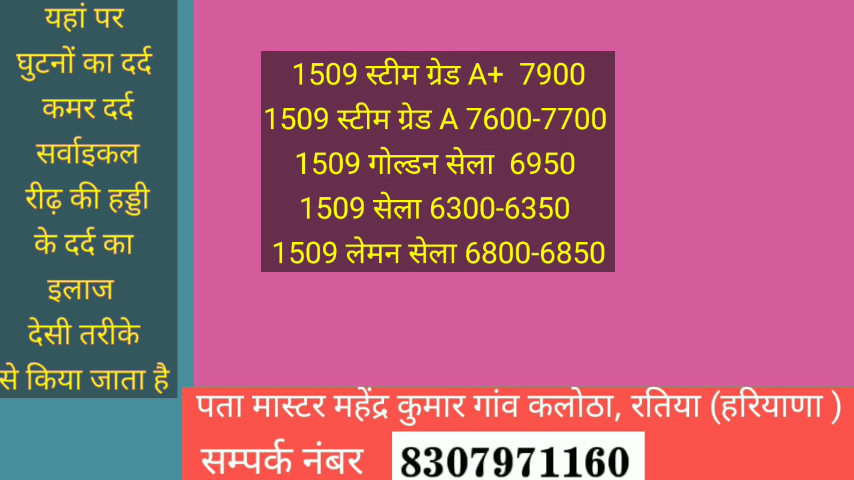 यहां पर
घुटनों का दर्द
कमर दर्द
सर्वाइकल
रीढ़ की हड्डी
के दर्द का
इलाज
देसी तरीके
से किया जाता है
1509 स्टीम ग्रेड A+ 7900
1509 स्टीम ग्रेड A 7600-7700
1509 गोल्डन सेला 6950
1509 सेला 6300-6350
1509 लेमन सेला 6800-6850
पता मास्टर महेंद्र कुमार गांव कलोठा, रतिया (हरियाणा )
सम्पर्क नंबर 8307971160